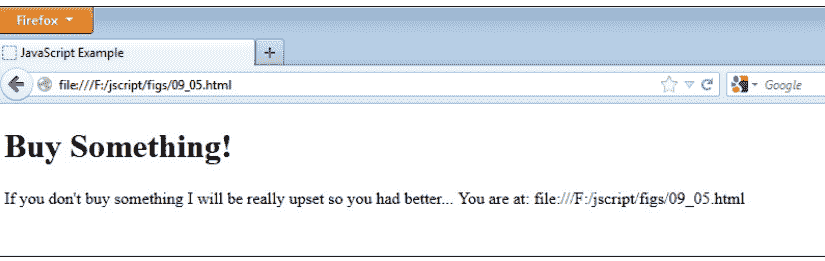 Firefox
JavaScript Example
file:///F:/jscript/figs/09_05.html
Google
Buy Something!
If you don't buy something I will be really upset so you had better... You are at: file:///F:/jscript/figs/09_05.html